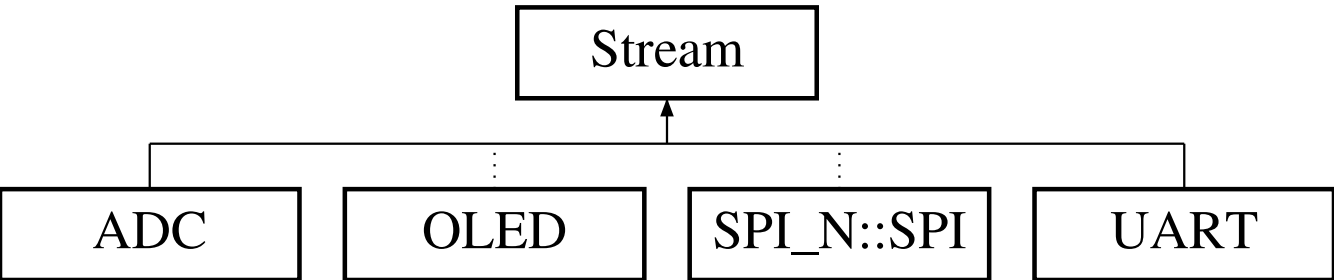 Stream
ADC
OLED
SPI_N::SPI
UART